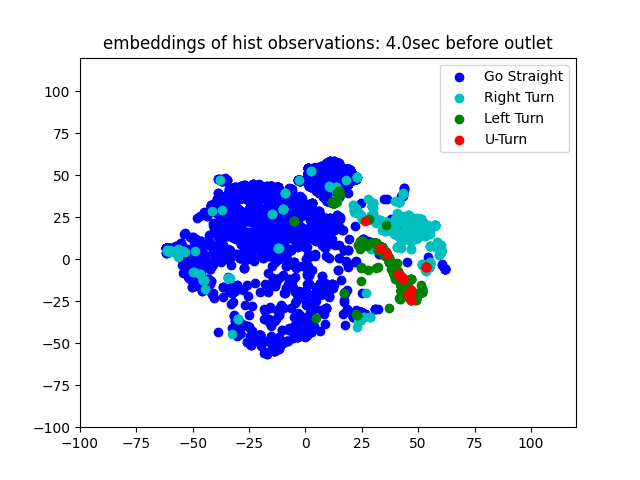 embeddings of hist observations: 4.0sec before outlet
Go Straight
Right Turn
Left Turn
U-Turn
100
75
50
25
0
−25
−50
−75
−100
−100 −75 −50 −25 0 25 50 75 100